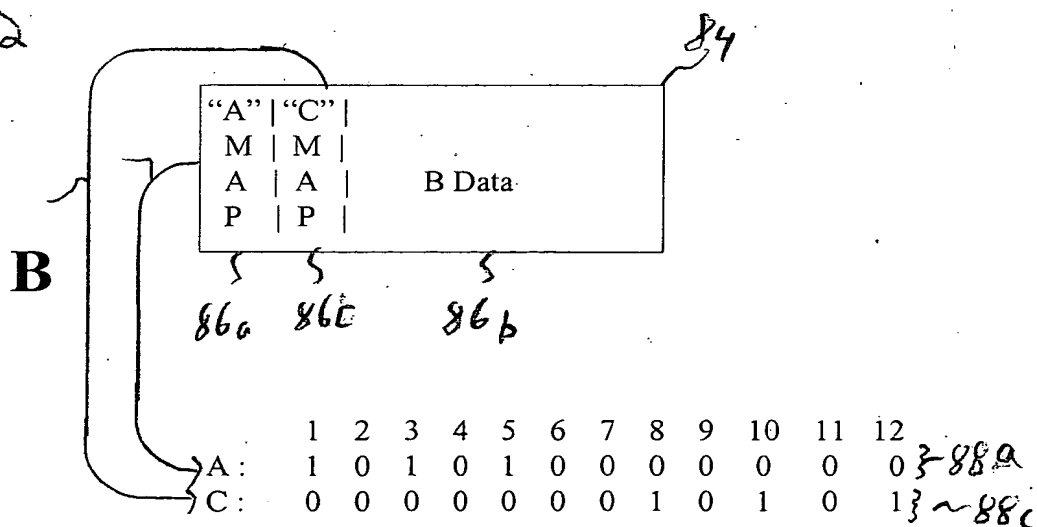 2
84
“A” | “C” |
M | M |
A | A | B Data
P | P |
B
86a 86c 86b
1 2 3 4 5 6 7 8 9 10 11 12
A : 1 0 1 0 1 0 0 0 0 0 0 0 88a
C : 0 0 0 0 0 0 0 1 0 1 0 1 88c